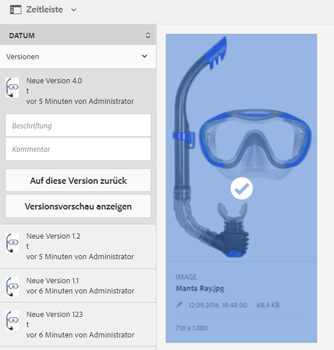 Zeitleiste
DATUM
Versionen
Neue Version 4.0
t
vor 5 Minuten von Administrator
Beschriftung
Kommentar
Auf diese Version zurück
Versionsvorschau anzeigen
Neue Version 1.2
t
vor 6 Minuten von Administrator
Neue Version 1.1
vor 6 Minuten von Administrator
Neue Version 123
t
vor 6 Minuten von Administrator
IMAGE
Manta Ray.jpg
12.09.2016, 18:48:00 68,4 KB
718 x 1.080